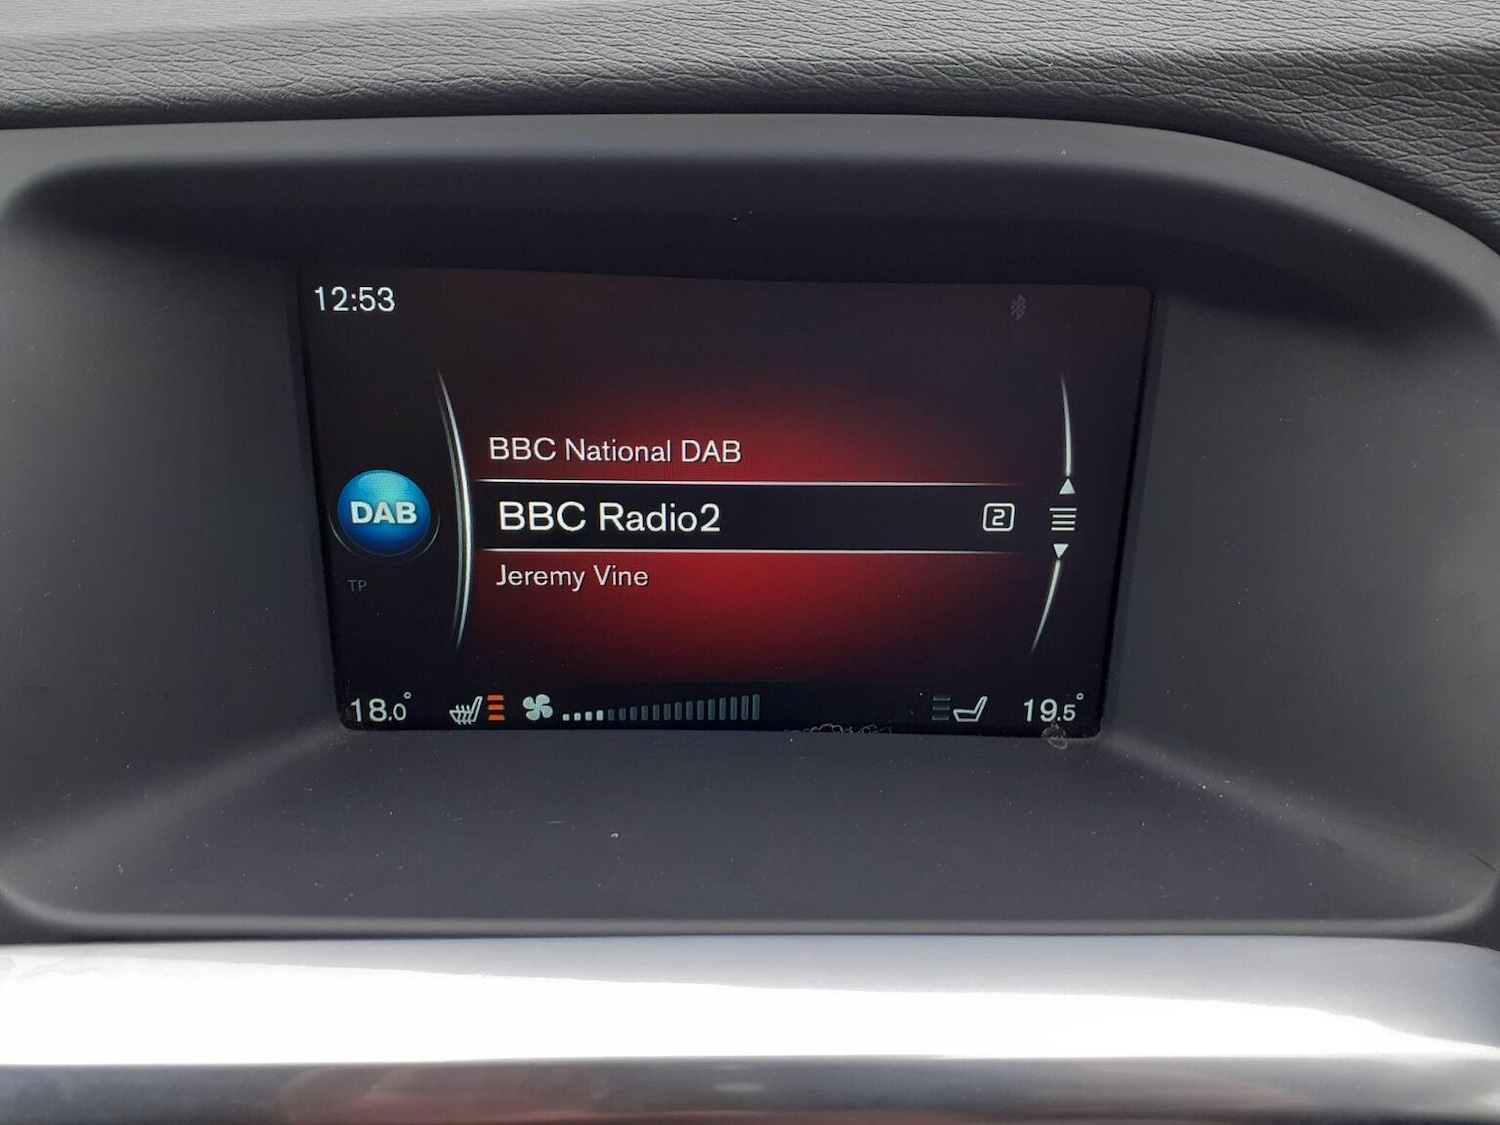 12:53
BBC National DAB
DAB
BBC Radio2
2
Jeremy Vine
TP
18.0°
19.5°